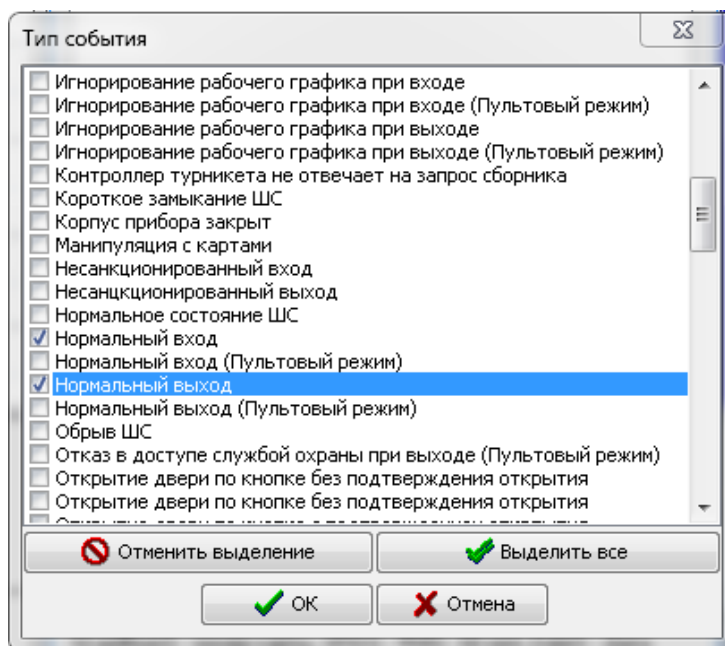 Тип события
Игнорирование рабочего графика при входе
Игнорирование рабочего графика при входе (Пультовый режим)
Игнорирование рабочего графика при выходе
Игнорирование рабочего графика при выходе (Пультовый режим)
Контроллер турникета не отвечает на запрос сборника
Короткое замыкание ШС
Корпус прибора закрыт
Манипуляция с картами
Несанкционированный вход
Несанцкционированный выход
Нормальное состояние ШС
Нормальный вход
Нормальный вход (Пультовый режим)
Нормальный выход
Нормальный выход (Пультовый режим)
Обрыв ШС
Отказ в доступе службой охраны при выходе (Пультовый режим)
Открытие двери по кнопке без подтверждения открытия
Открытие двери по кнопке без подтверждения открытия
Отменить выделение
Выделить все
ОК
Отмена